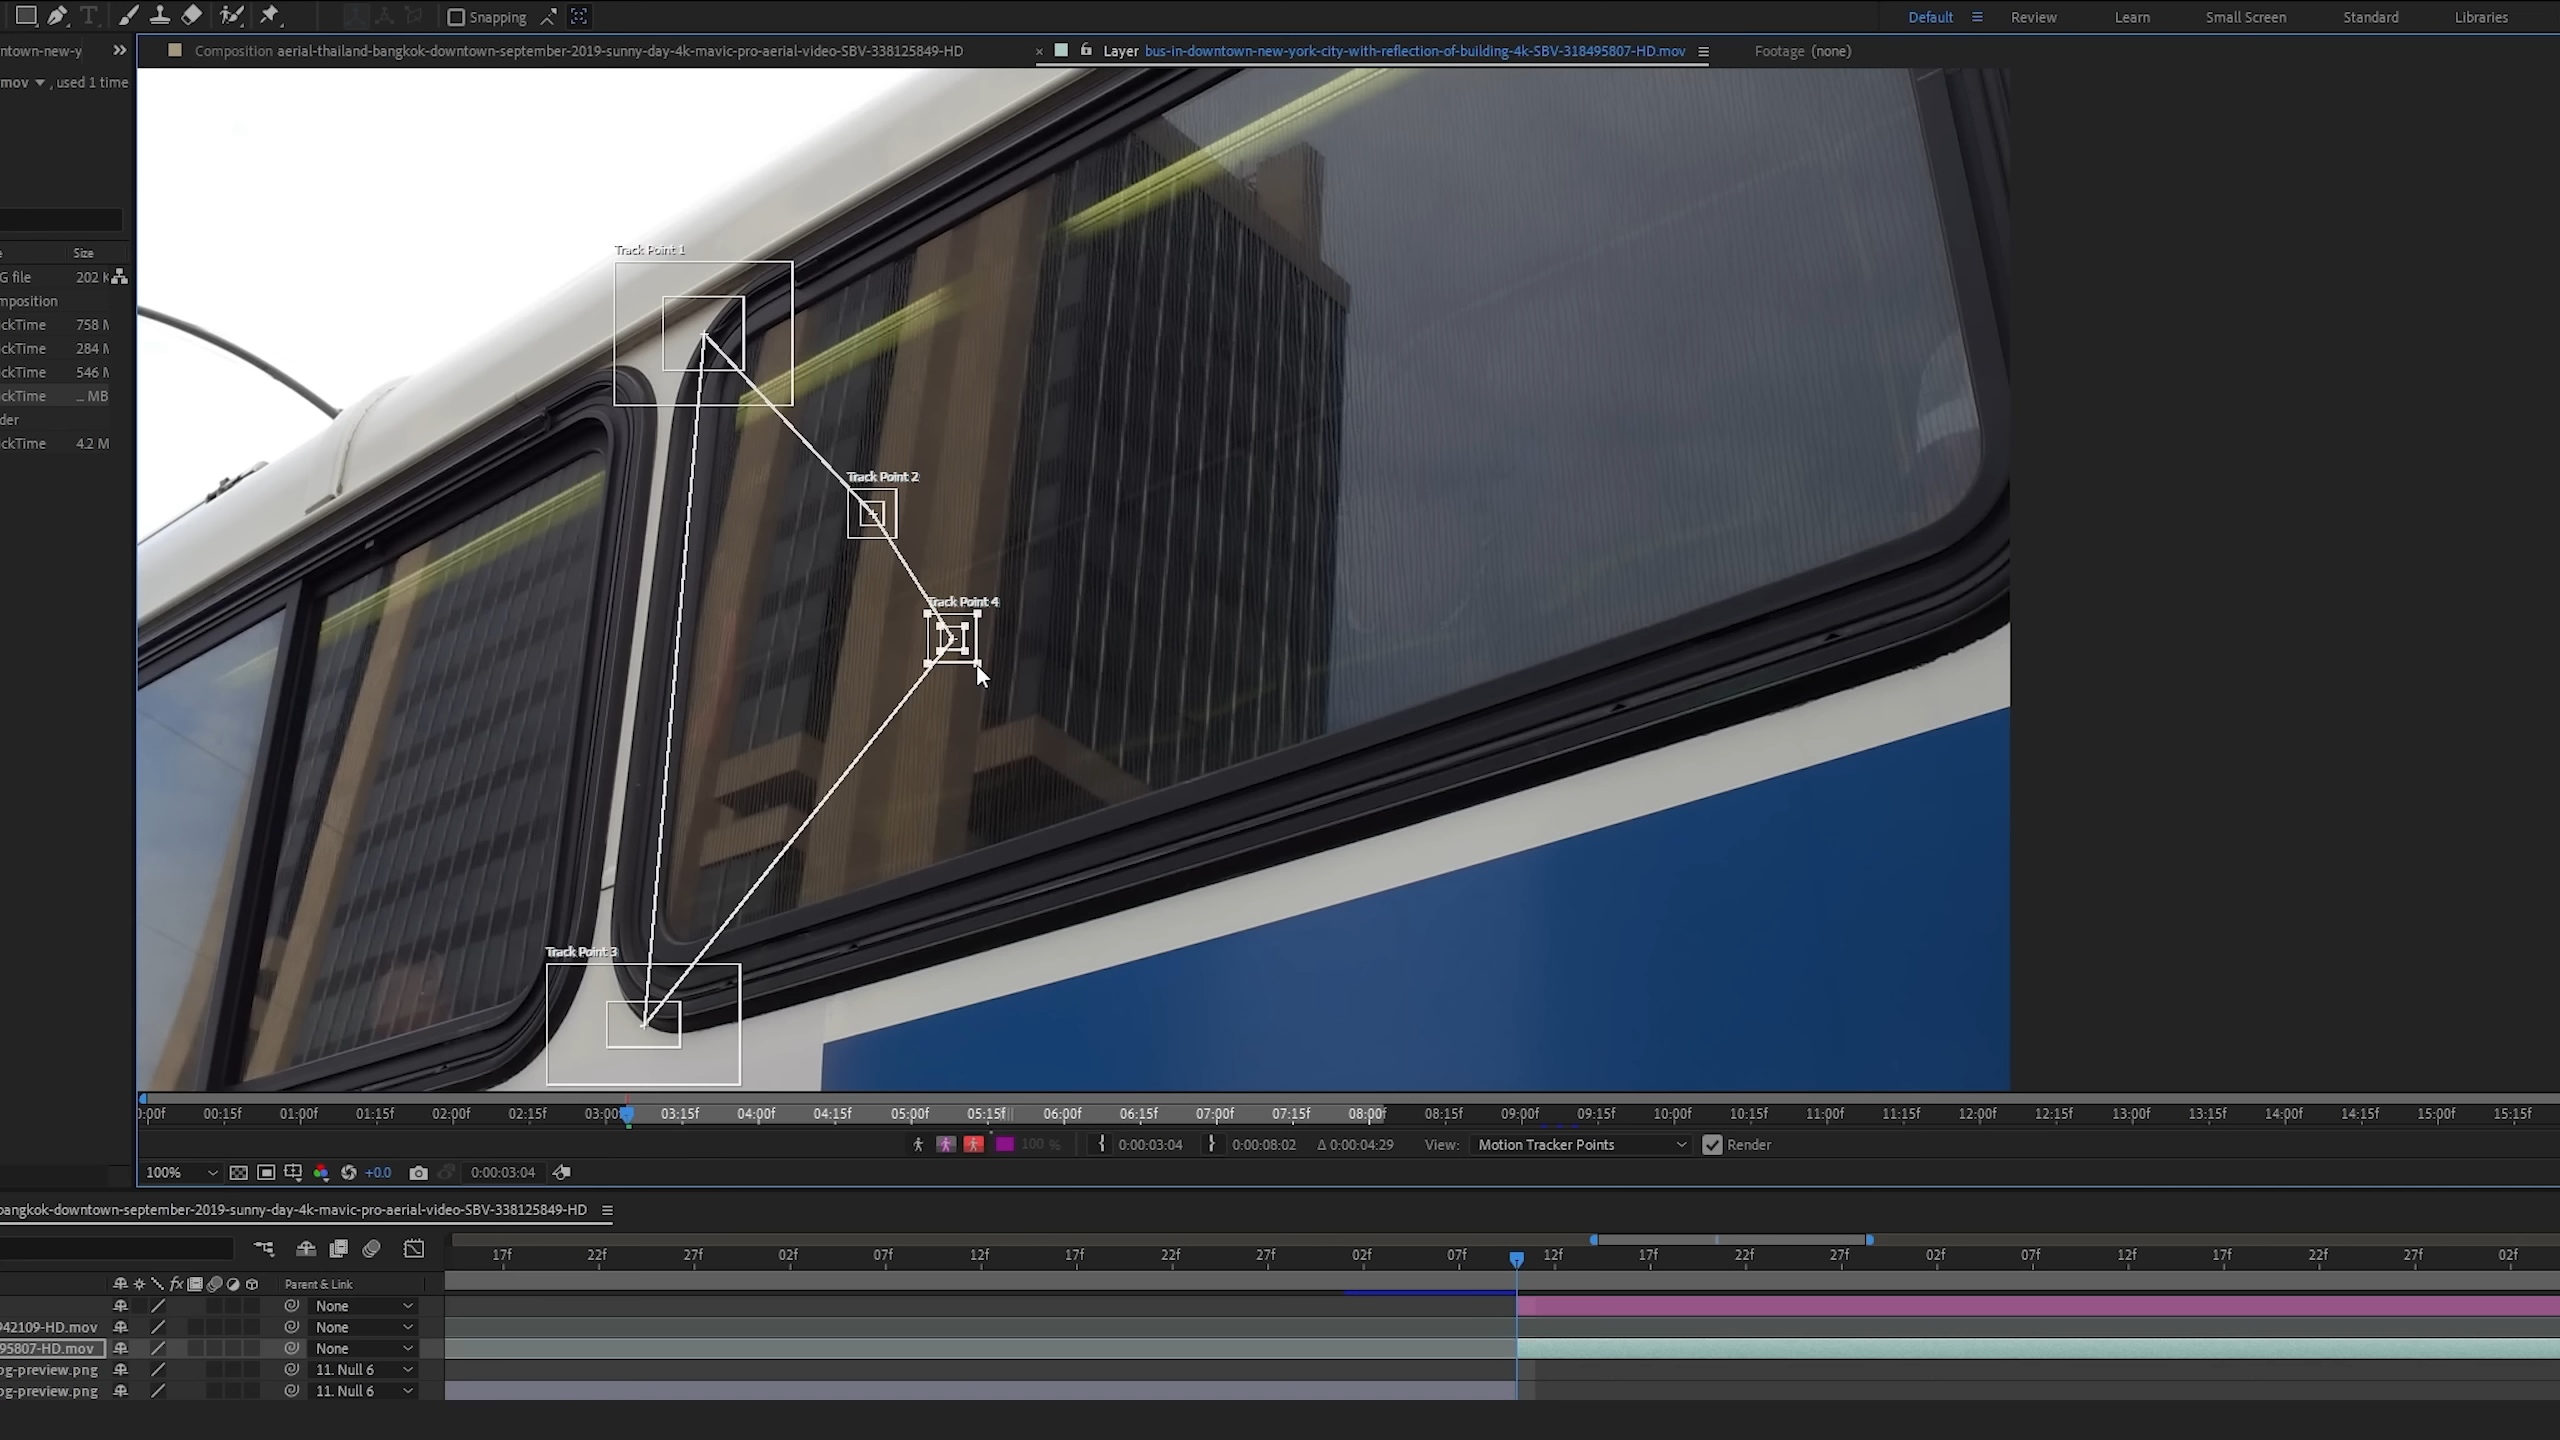 Snapping
Default
Review
Learn
Small Screen
Standard
Libraries
ntown-new-y
Composition aerial-thailand-bangkok-downtown-september-2019-sunny-day-4k-mavic-pro-aerial-video-SBV-338125849-HD
Layer bus-in-downtown-new-york-city-with-reflection-of-building-4k-SBV-318495807-HD.mov
Footage (none)
mov , used 1 time
Size
G file 202 K
mposition
ickTime 758 M
ickTime 284 M
ickTime 546 M
ickTime ... MB
der
ickTime 4.2 M
Track Point 1
Track Point 2
Track Point 4
Track Point 3
0:00f 00:15f 01:00f 01:15f 02:00f 02:15f 03:00f 03:15f 04:00f 04:15f 05:00f 05:15f 06:00f 06:15f 07:00f 07:15f 08:00f 08:15f 09:00f 09:15f 10:00f 10:15f 11:00f 11:15f 12:00f 12:15f 13:00f 13:15f 14:00f 14:15f 15:00f 15:15f
100 % 0:00:03:04 0:00:08:02 Δ 0:00:04:29 View: Motion Tracker Points Render
100% +0.0 0:00:03:04
bangkok-downtown-september-2019-sunny-day-4k-mavic-pro-aerial-video-SBV-338125849-HD
17f 22f 27f 02f 07f 12f 17f 22f 27f 02f 07f 12f 17f 22f 27f 02f 07f 12f 17f 22f 27f 02f
fx Parent & Link
None
942109-HD.mov None
95807-HD.mov None
og-preview.png 11. Null 6
og-preview.png 11. Null 6